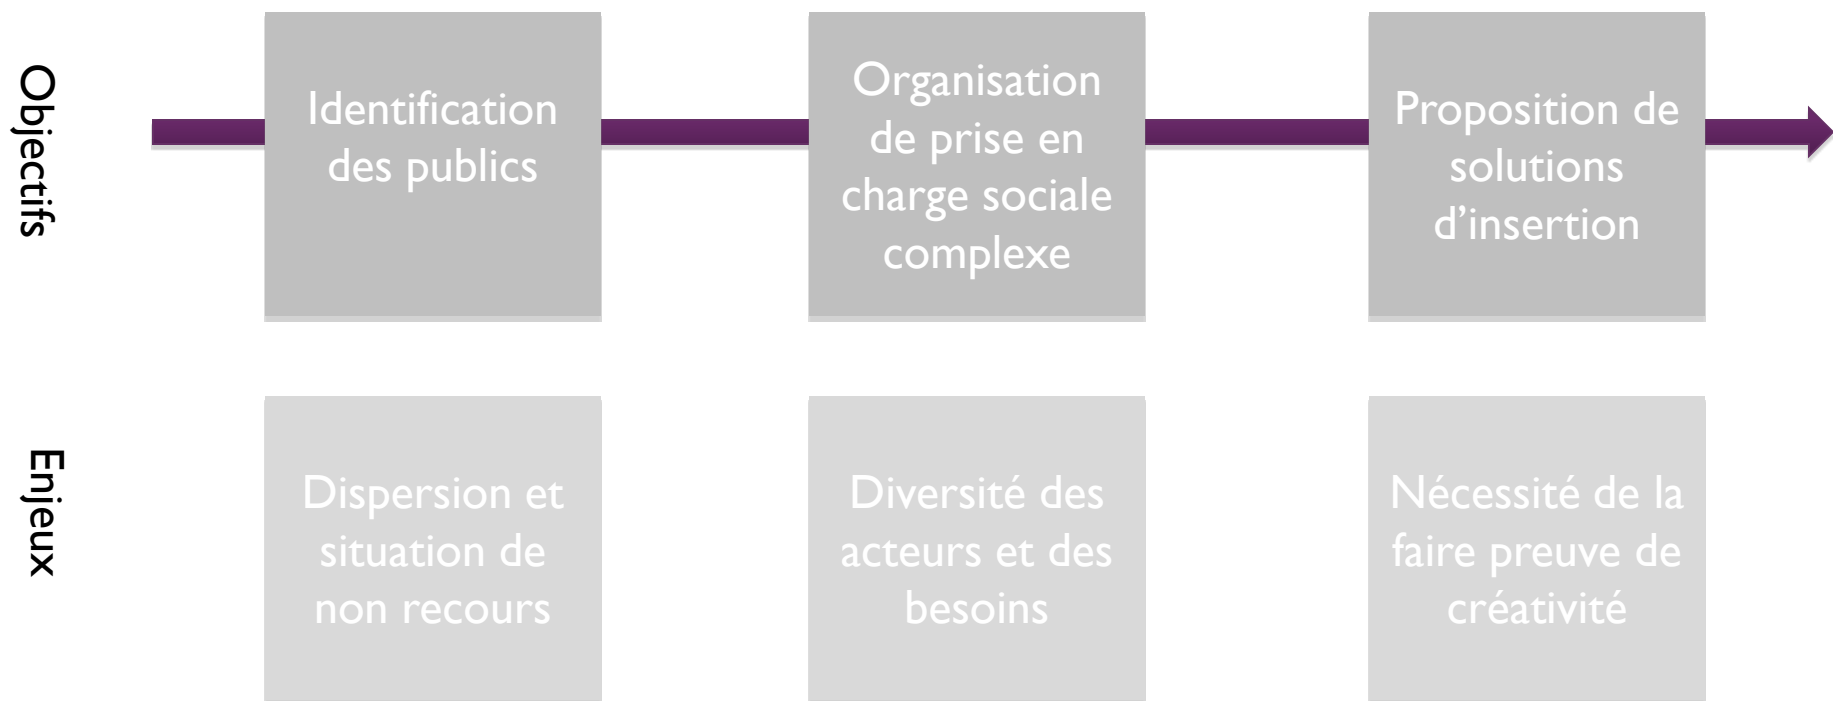 Objectifs
Identification
des publics
Organisation
de prise en
charge sociale
complexe
Proposition de
solutions
d’insertion
Enjeux
Dispersion et
situation de
non recours
Diversité des
acteurs et des
besoins
Nécessité de la
faire preuve de
créativité